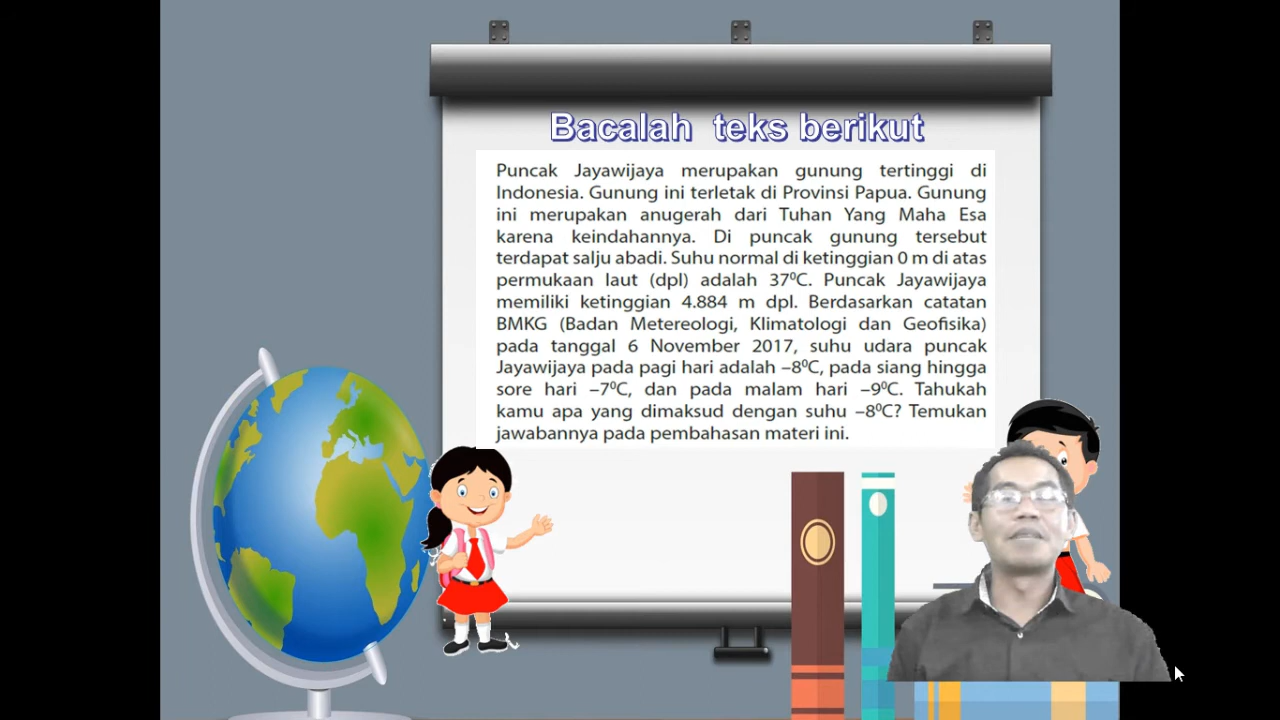 Bacalah teks berikut
Puncak Jayawijaya merupakan gunung tertinggi di
Indonesia. Gunung ini terletak di Provinsi Papua. Gunung
ini merupakan anugerah dari Tuhan Yang Maha Esa
karena keindahannya. Di puncak gunung tersebut
terdapat salju abadi. Suhu normal di ketinggian 0 m di atas
permukaan laut (dpl) adalah 37⁰C. Puncak Jayawijaya
memiliki ketinggian 4.884 m dpl. Berdasarkan catatan
BMKG (Badan Metereologi, Klimatologi dan Geofisika)
pada tanggal 6 November 2017, suhu udara puncak
Jayawijaya pada pagi hari adalah –8⁰C, pada siang hingga
sore hari –7⁰C, dan pada malam hari –9⁰C. Tahukah
kamu apa yang dimaksud dengan suhu –8⁰C? Temukan
jawabannya pada pembahasan materi ini.